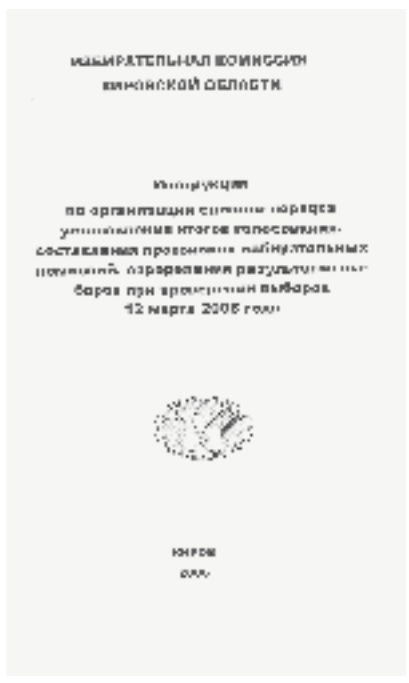 ИЗБИРАТЕЛЬНАЯ КОМИССИЯ
КИРОВСКОЙ ОБЛАСТИ
Инструкция
по организации порядка
установления итогов голосования,
составления протоколов избирательных
комиссий, определения результатов вы-
боров при проведении выборов
12 марта 2006 года
КИРОВ